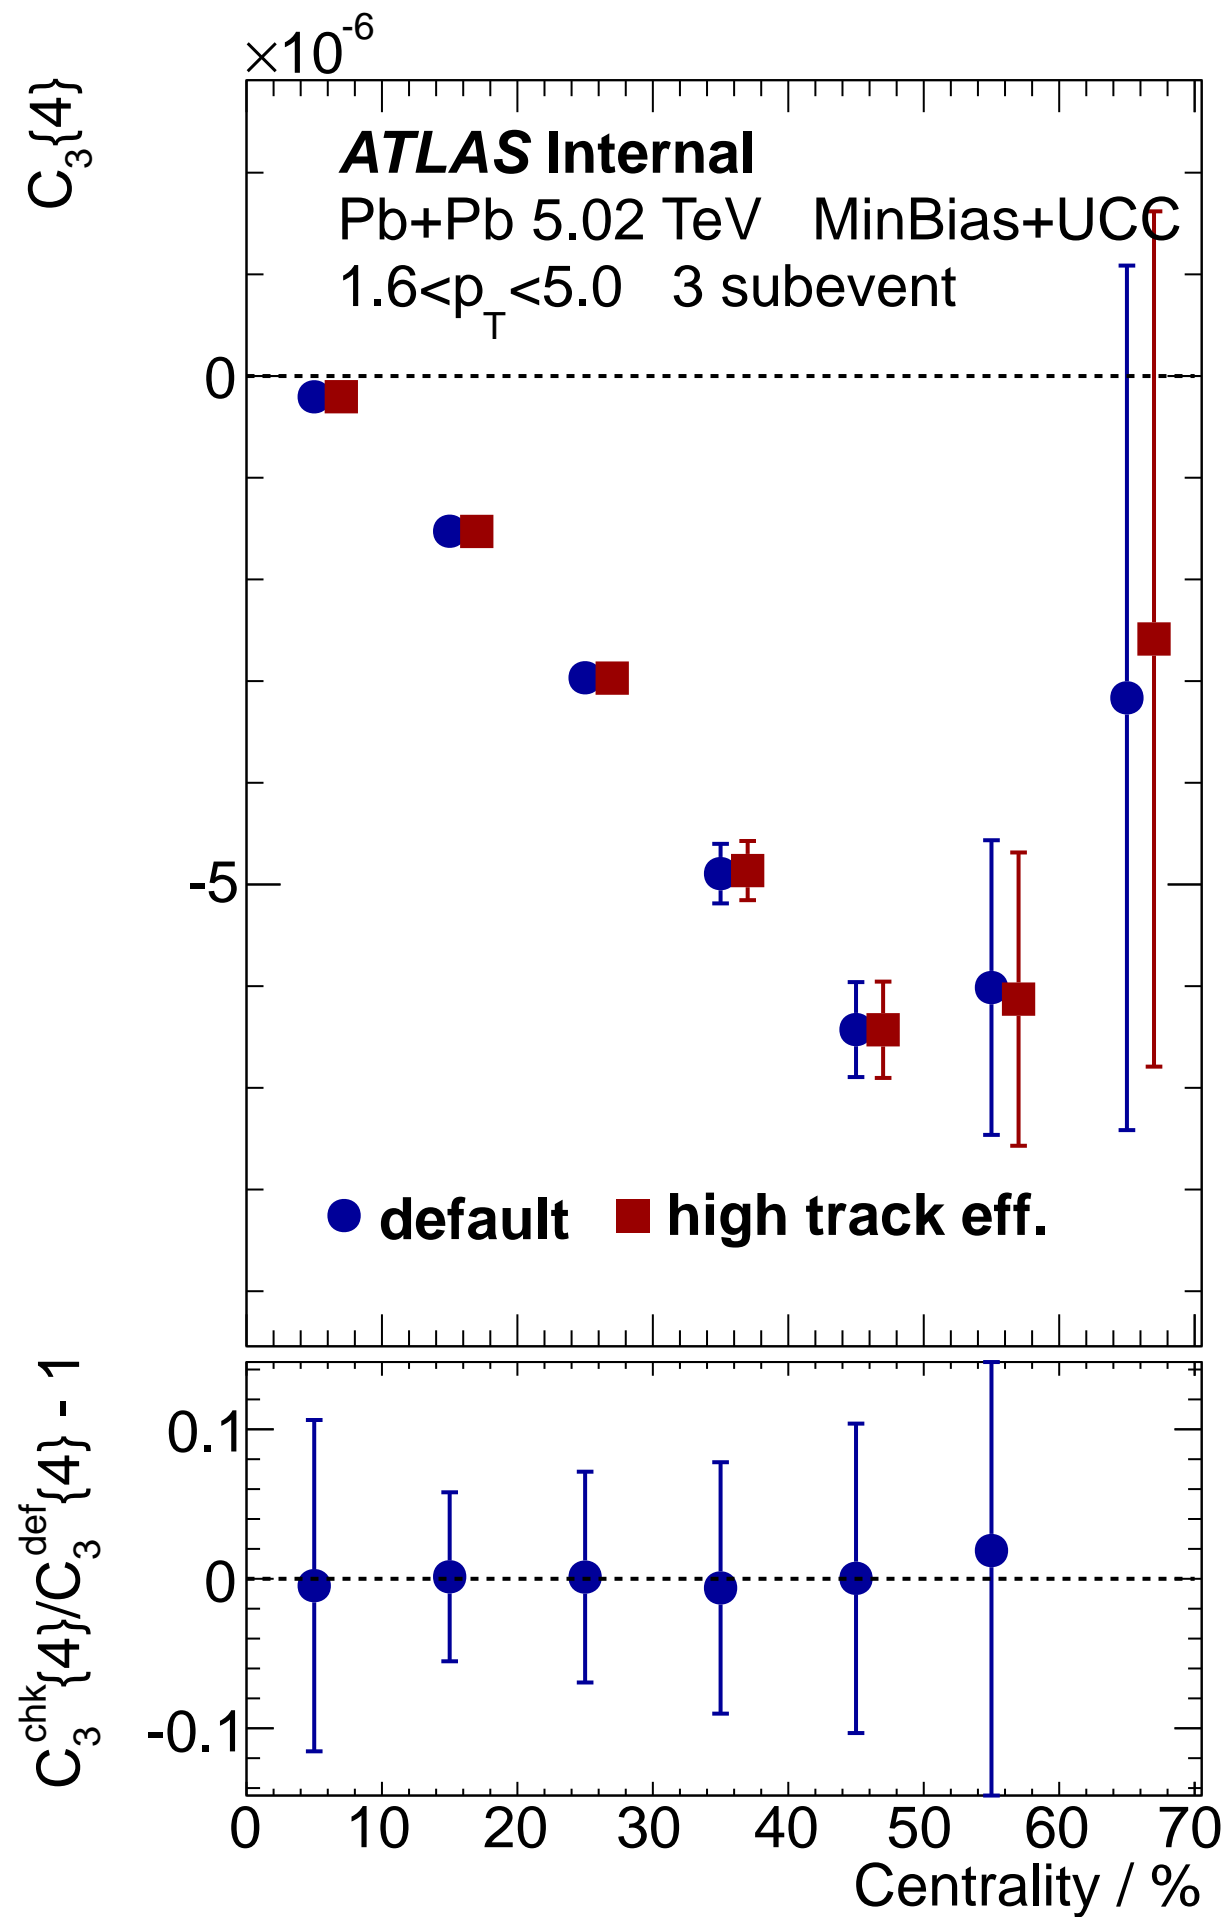 ×10⁻⁶
C₃{4}
ATLAS Internal
Pb+Pb 5.02 TeV MinBias+UCC
1.6<p_T<5.0 3 subevent
0
-5
default
high track eff.
C₃^chk{4}/C₃^def{4} - 1
0.1
0
-0.1
0 10 20 30 40 50 60 70
Centrality / %